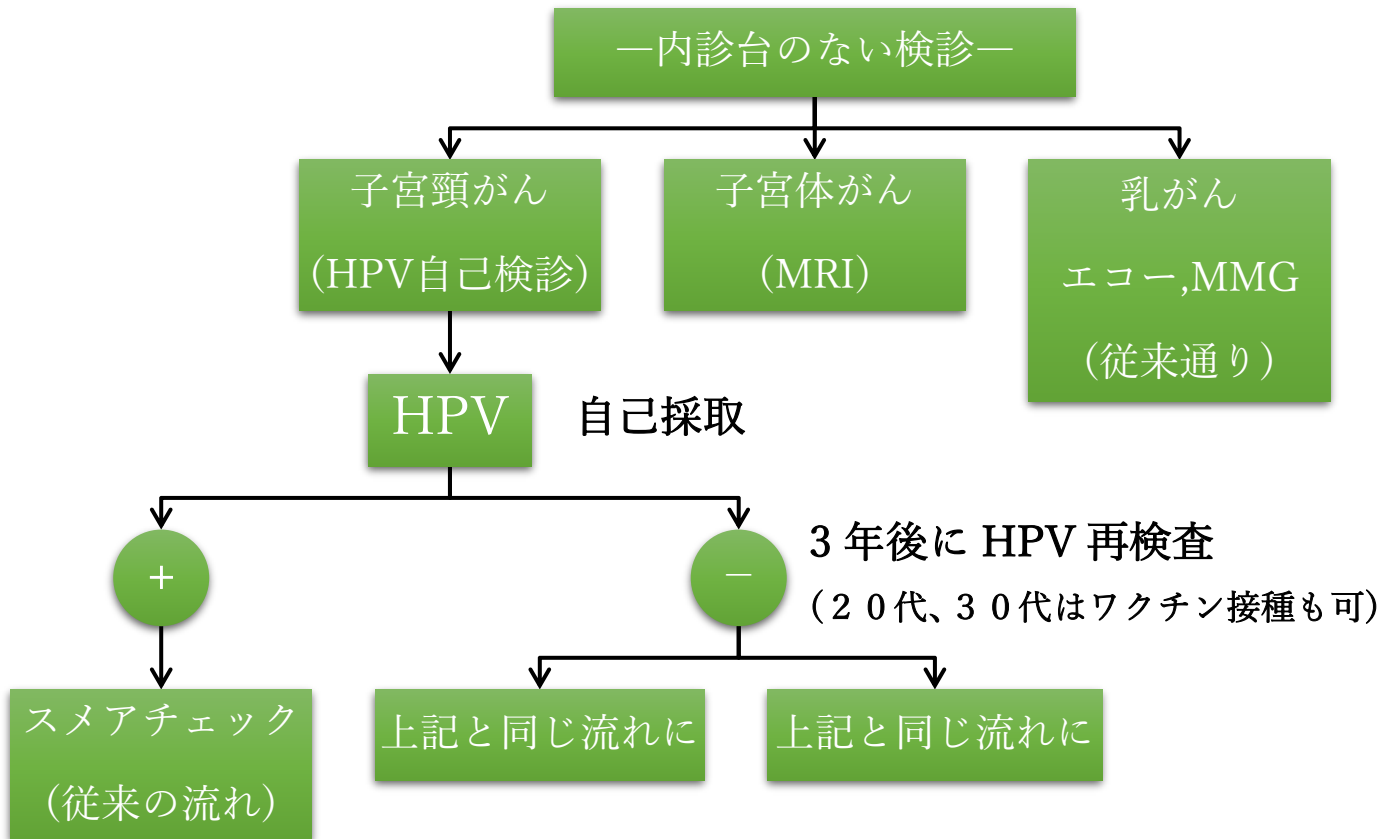 ―内診台のない検診―
子宮頸がん
(HPV自己検診)
子宮体がん
(MRI)
乳がん
エコー,MMG
(従来通り)
HPV
自己採取
+
－
3年後に HPV 再検査
(２０代、３０代はワクチン接種も可)
スメアチェック
(従来の流れ)
上記と同じ流れに
上記と同じ流れに